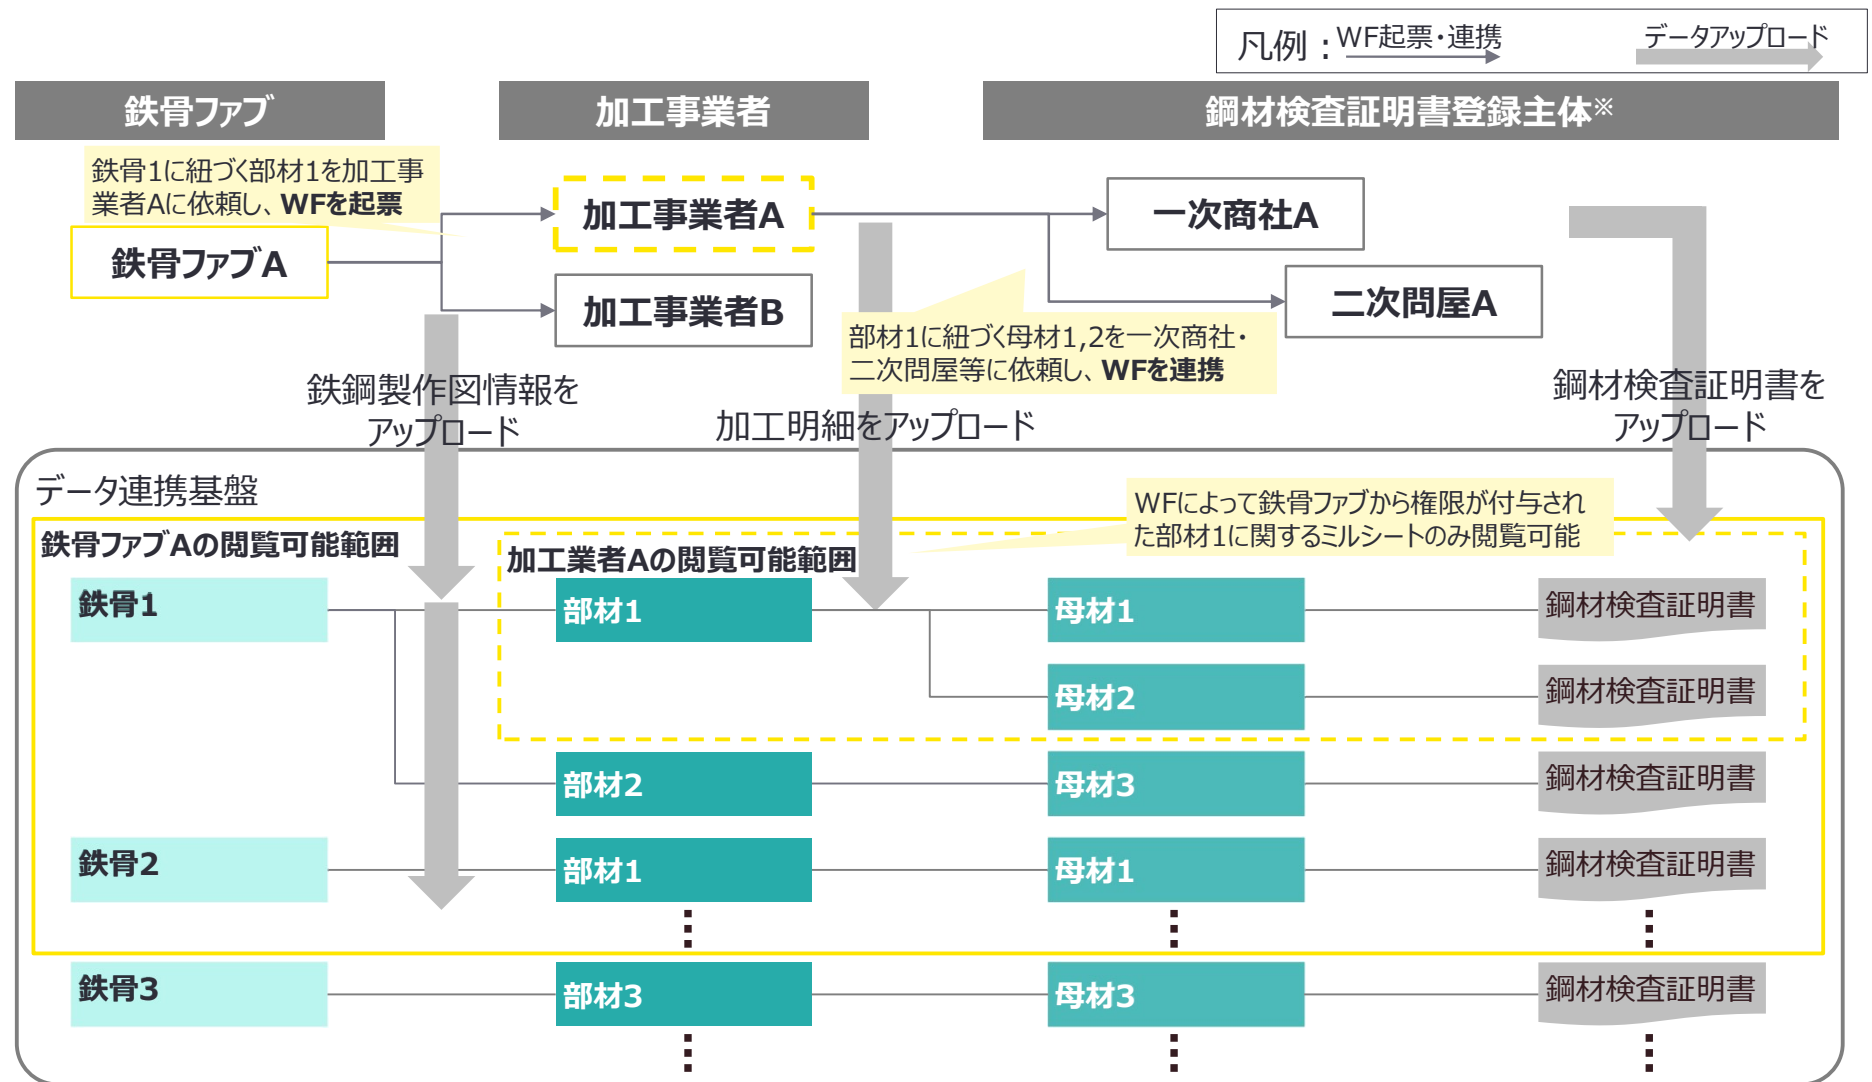 凡例：WF起票・連携 データアップロード
鉄骨ファブ
加工事業者
鋼材検査証明書登録主体※
鉄骨1に紐づく部材1を加工事
業者Aに依頼し、WFを起票
鉄骨ファブA
加工事業者A
加工事業者B
一次商社A
二次問屋A
部材1に紐づく母材1,2を一次商社・
二次問屋等に依頼し、WFを連携
鉄鋼製作図情報を
アップロード
加工明細をアップロード
鋼材検査証明書を
アップロード
データ連携基盤
WFによって鉄骨ファブから権限が付与され
た部材1に関するミルシートのみ閲覧可能
鉄骨ファブAの閲覧可能範囲
加工業者Aの閲覧可能範囲
鉄骨1
部材1
母材1
鋼材検査証明書
母材2
鋼材検査証明書
部材2
母材3
鋼材検査証明書
鉄骨2
部材1
母材1
鋼材検査証明書
鉄骨3
部材3
母材3
鋼材検査証明書